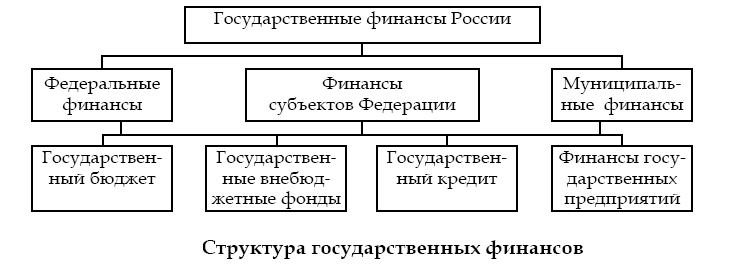 Государственные финансы России
Федеральные
финансы
Финансы
субъектов Федерации
Муниципаль-
ные финансы
Государствен-
ный бюджет
Государствен-
ные внебюд-
жетные фонды
Государствен-
ный кредит
Финансы госу-
дарственных
предприятий
Структура государственных финансов